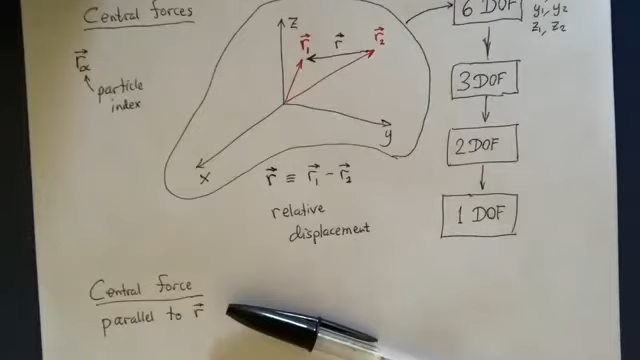 Central forces
6 DOF
y1, y2
z1, z2
z
r⃗1
r⃗
r⃗2
r⃗α
particle
index
3 DOF
y
2 DOF
x
r⃗ ≡ r⃗1 - r⃗2
relative
displacement
1 DOF
Central force
parallel to r⃗